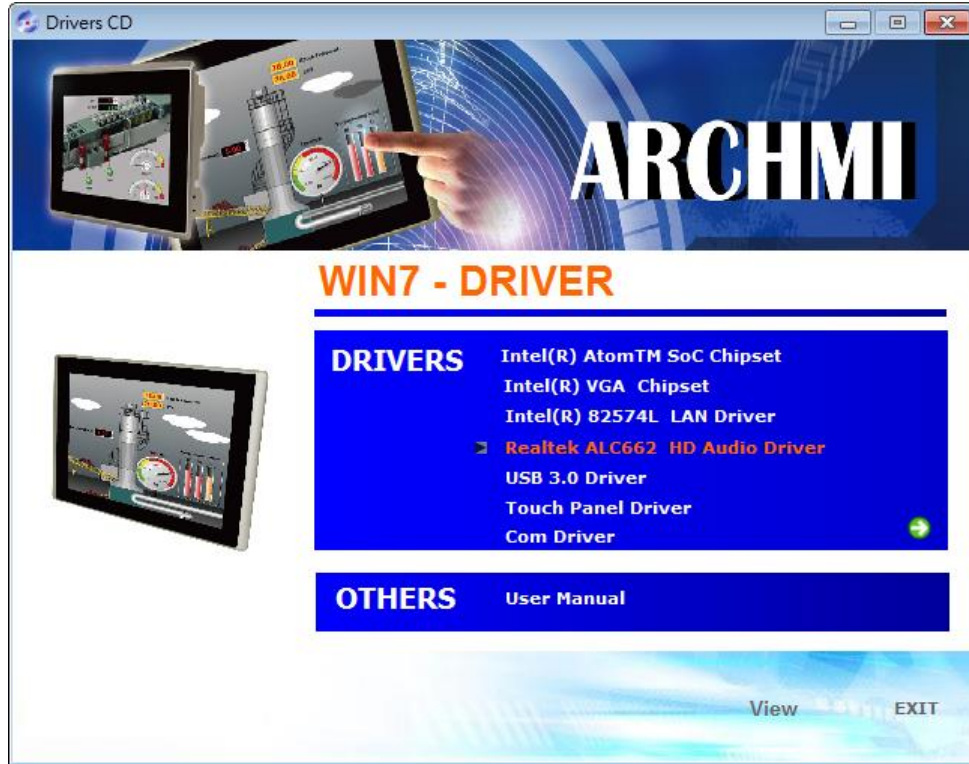 Drivers CD
ARCHMI
WIN7 - DRIVER
DRIVERS
Intel(R) AtomTM SoC Chipset
Intel(R) VGA Chipset
Intel(R) 82574L LAN Driver
Realtek ALC662 HD Audio Driver
USB 3.0 Driver
Touch Panel Driver
Com Driver
OTHERS
User Manual
View
EXIT